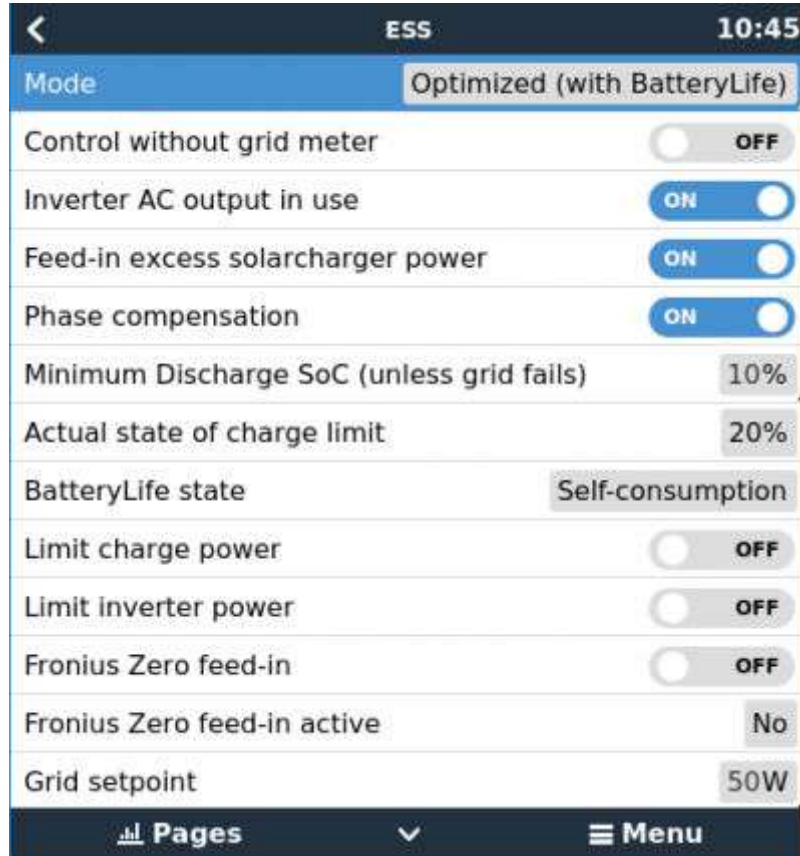 ESS 10:45
Mode Optimized (with BatteryLife)
Control without grid meter OFF
Inverter AC output in use ON
Feed-in excess solarcharger power ON
Phase compensation ON
Minimum Discharge SoC (unless grid fails) 10%
Actual state of charge limit 20%
BatteryLife state Self-consumption
Limit charge power OFF
Limit inverter power OFF
Fronius Zero feed-in OFF
Fronius Zero feed-in active No
Grid setpoint 50W
Pages Menu